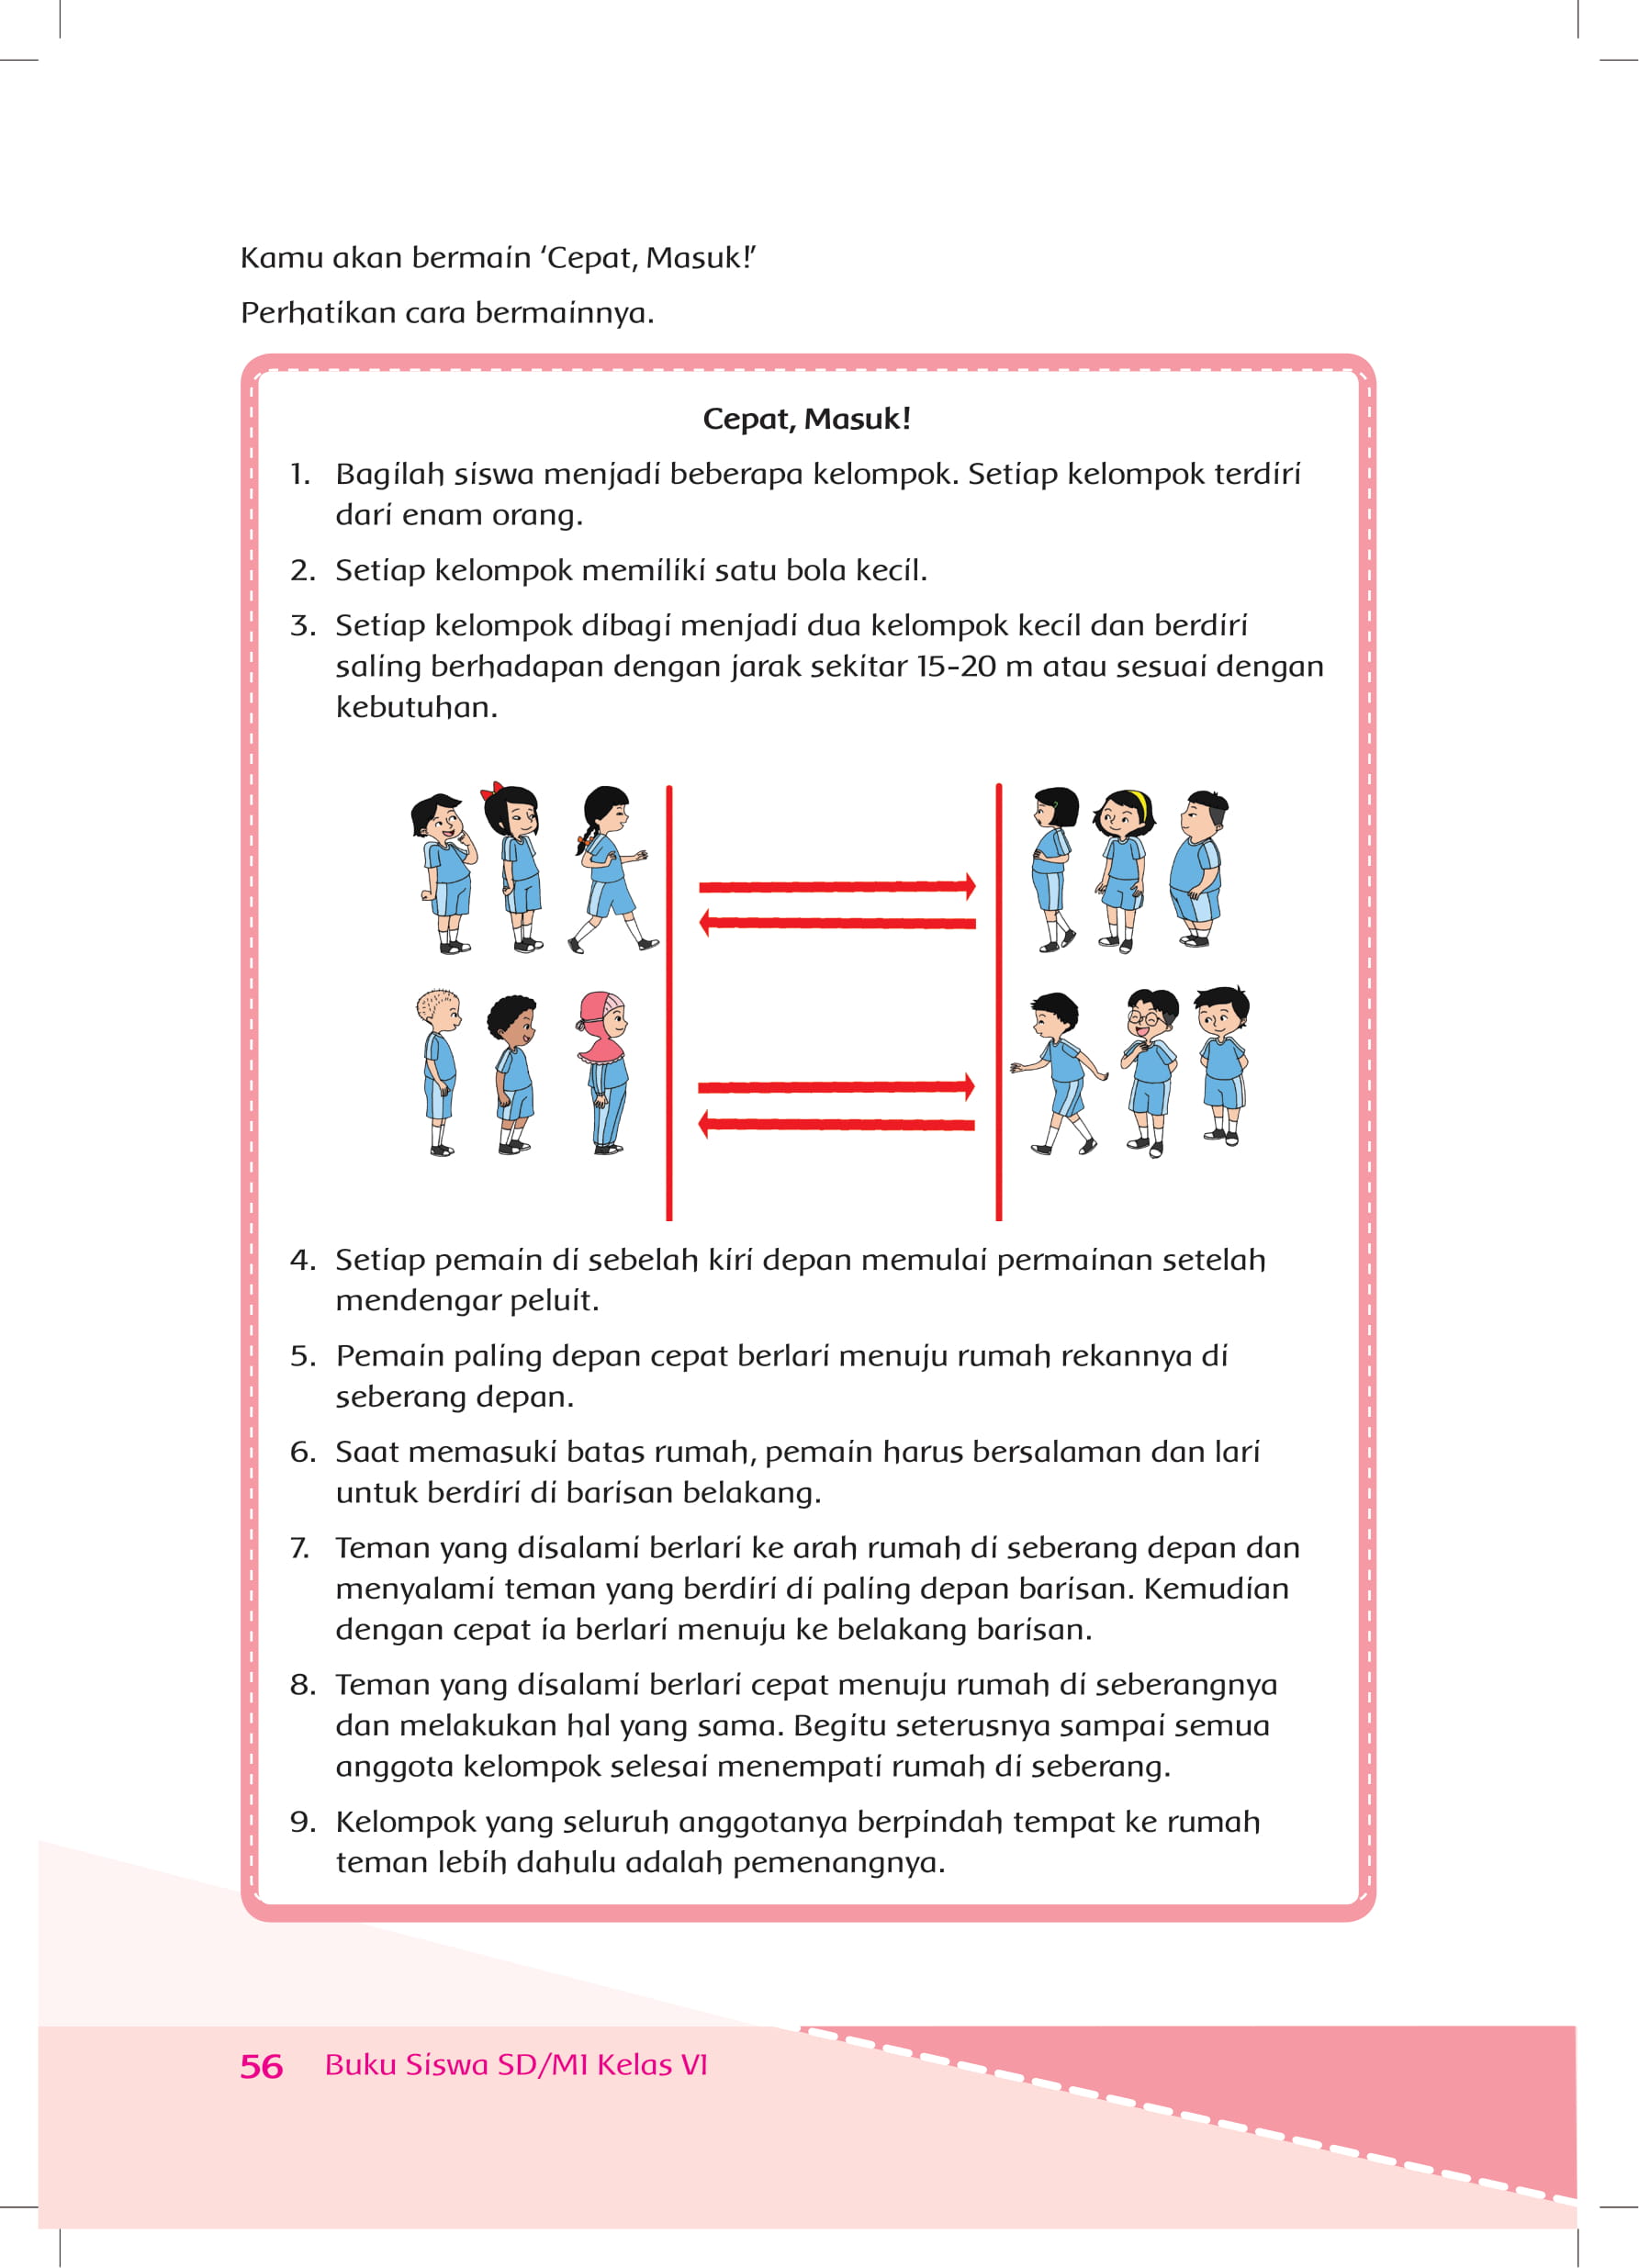 Kamu akan bermain ‘Cepat, Masuk!’
Perhatikan cara bermainnya.
Cepat, Masuk!
1. Bagilah siswa menjadi beberapa kelompok. Setiap kelompok terdiri
dari enam orang.
2. Setiap kelompok memiliki satu bola kecil.
3. Setiap kelompok dibagi menjadi dua kelompok kecil dan berdiri
saling berhadapan dengan jarak sekitar 15-20 m atau sesuai dengan
kebutuhan.
4. Setiap pemain di sebelah kiri depan memulai permainan setelah
mendengar peluit.
5. Pemain paling depan cepat berlari menuju rumah rekannya di
seberang depan.
6. Saat memasuki batas rumah, pemain harus bersalaman dan lari
untuk berdiri di barisan belakang.
7. Teman yang disalami berlari ke arah rumah di seberang depan dan
menyalami teman yang berdiri di paling depan barisan. Kemudian
dengan cepat ia berlari menuju ke belakang barisan.
8. Teman yang disalami berlari cepat menuju rumah di seberangnya
dan melakukan hal yang sama. Begitu seterusnya sampai semua
anggota kelompok selesai menempati rumah di seberang.
9. Kelompok yang seluruh anggotanya berpindah tempat ke rumah
teman lebih dahulu adalah pemenangnya.
56 Buku Siswa SD/MI Kelas VI